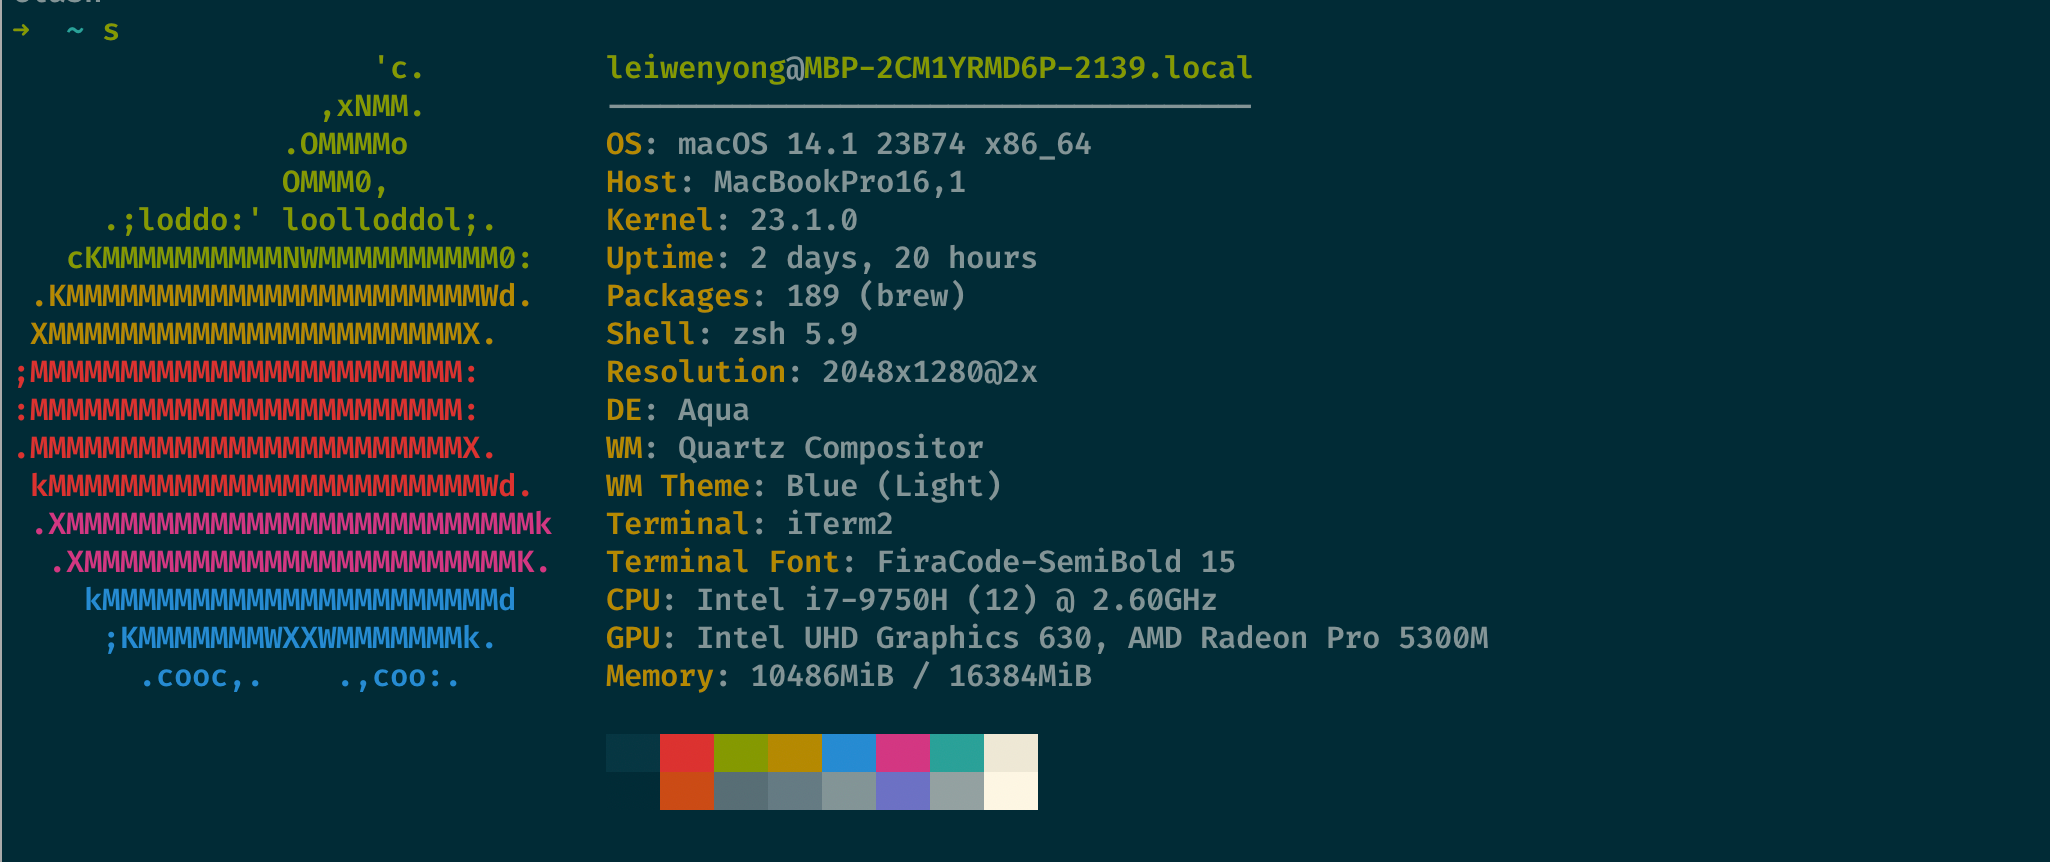 → ~ s
'c.
,xNMM.
.OMMMMo
OMMM0,
.;loddo:' loolloddol;.
cKMMMMMMMMMMNWMMMMMMMMMM0:
.KMMMMMMMMMMMMMMMMMMMMMMMWd.
XMMMMMMMMMMMMMMMMMMMMMMMX.
;MMMMMMMMMMMMMMMMMMMMMMMM:
:MMMMMMMMMMMMMMMMMMMMMMMM:
.MMMMMMMMMMMMMMMMMMMMMMMMX.
kMMMMMMMMMMMMMMMMMMMMMMMMWd.
.XMMMMMMMMMMMMMMMMMMMMMMMMMMk
.XMMMMMMMMMMMMMMMMMMMMMMMMK.
kMMMMMMMMMMMMMMMMMMMMMMd
;KMMMMMMMWXXWMMMMMMMk.
.cooc,. .,coo:.
leiwenyong@MBP-2CM1YRMD6P-2139.local
------------------------------------
OS: macOS 14.1 23B74 x86_64
Host: MacBookPro16,1
Kernel: 23.1.0
Uptime: 2 days, 20 hours
Packages: 189 (brew)
Shell: zsh 5.9
Resolution: 2048x1280@2x
DE: Aqua
WM: Quartz Compositor
WM Theme: Blue (Light)
Terminal: iTerm2
Terminal Font: FiraCode-SemiBold 15
CPU: Intel i7-9750H (12) @ 2.60GHz
GPU: Intel UHD Graphics 630, AMD Radeon Pro 5300M
Memory: 10486MiB / 16384MiB